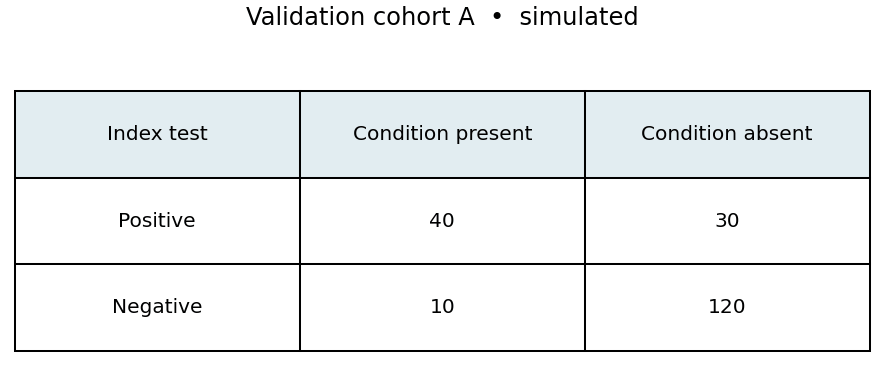 Validation cohort A • simulated
Index test Condition present Condition absent
Positive 40 30
Negative 10 120